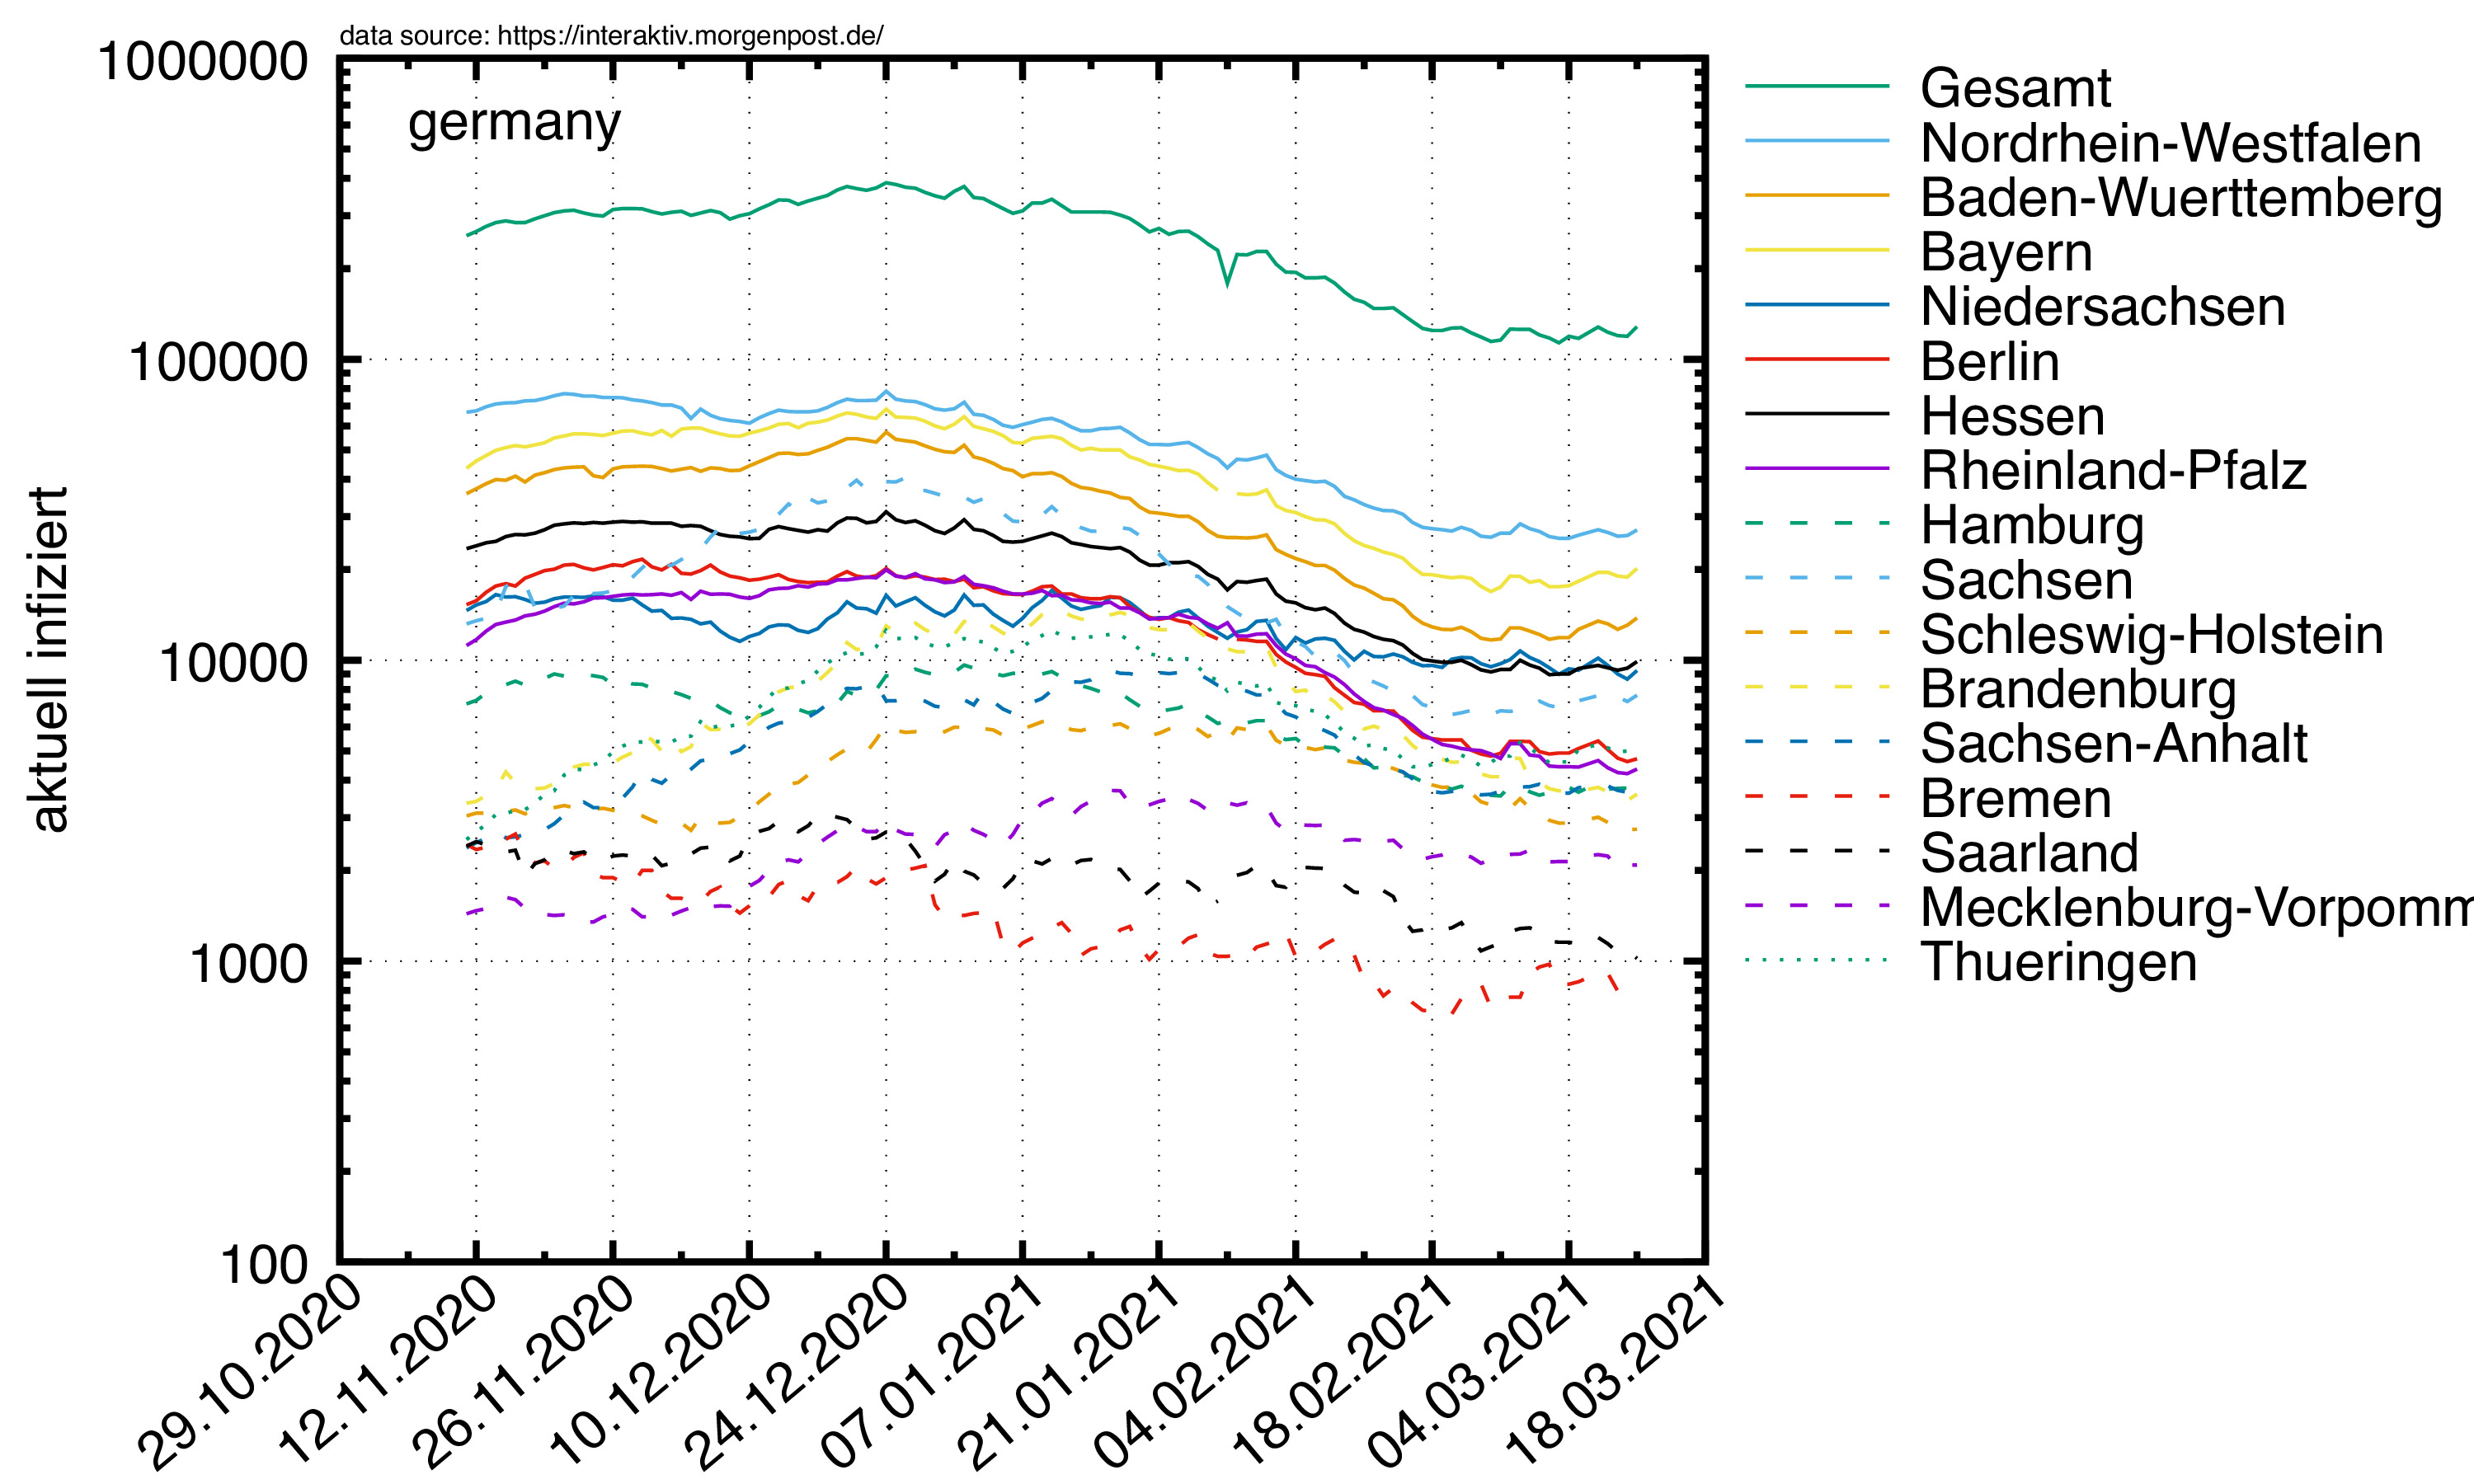 data source: https://interaktiv.morgenpost.de/
germany
aktuell infiziert
1000000
100000
10000
1000
100
29.10.2020
12.11.2020
26.11.2020
10.12.2020
24.12.2020
07.01.2021
21.01.2021
04.02.2021
18.02.2021
04.03.2021
18.03.2021
Gesamt
Nordrhein-Westfalen
Baden-Wuerttemberg
Bayern
Niedersachsen
Berlin
Hessen
Rheinland-Pfalz
Hamburg
Sachsen
Schleswig-Holstein
Brandenburg
Sachsen-Anhalt
Bremen
Saarland
Mecklenburg-Vorpomm
Thueringen